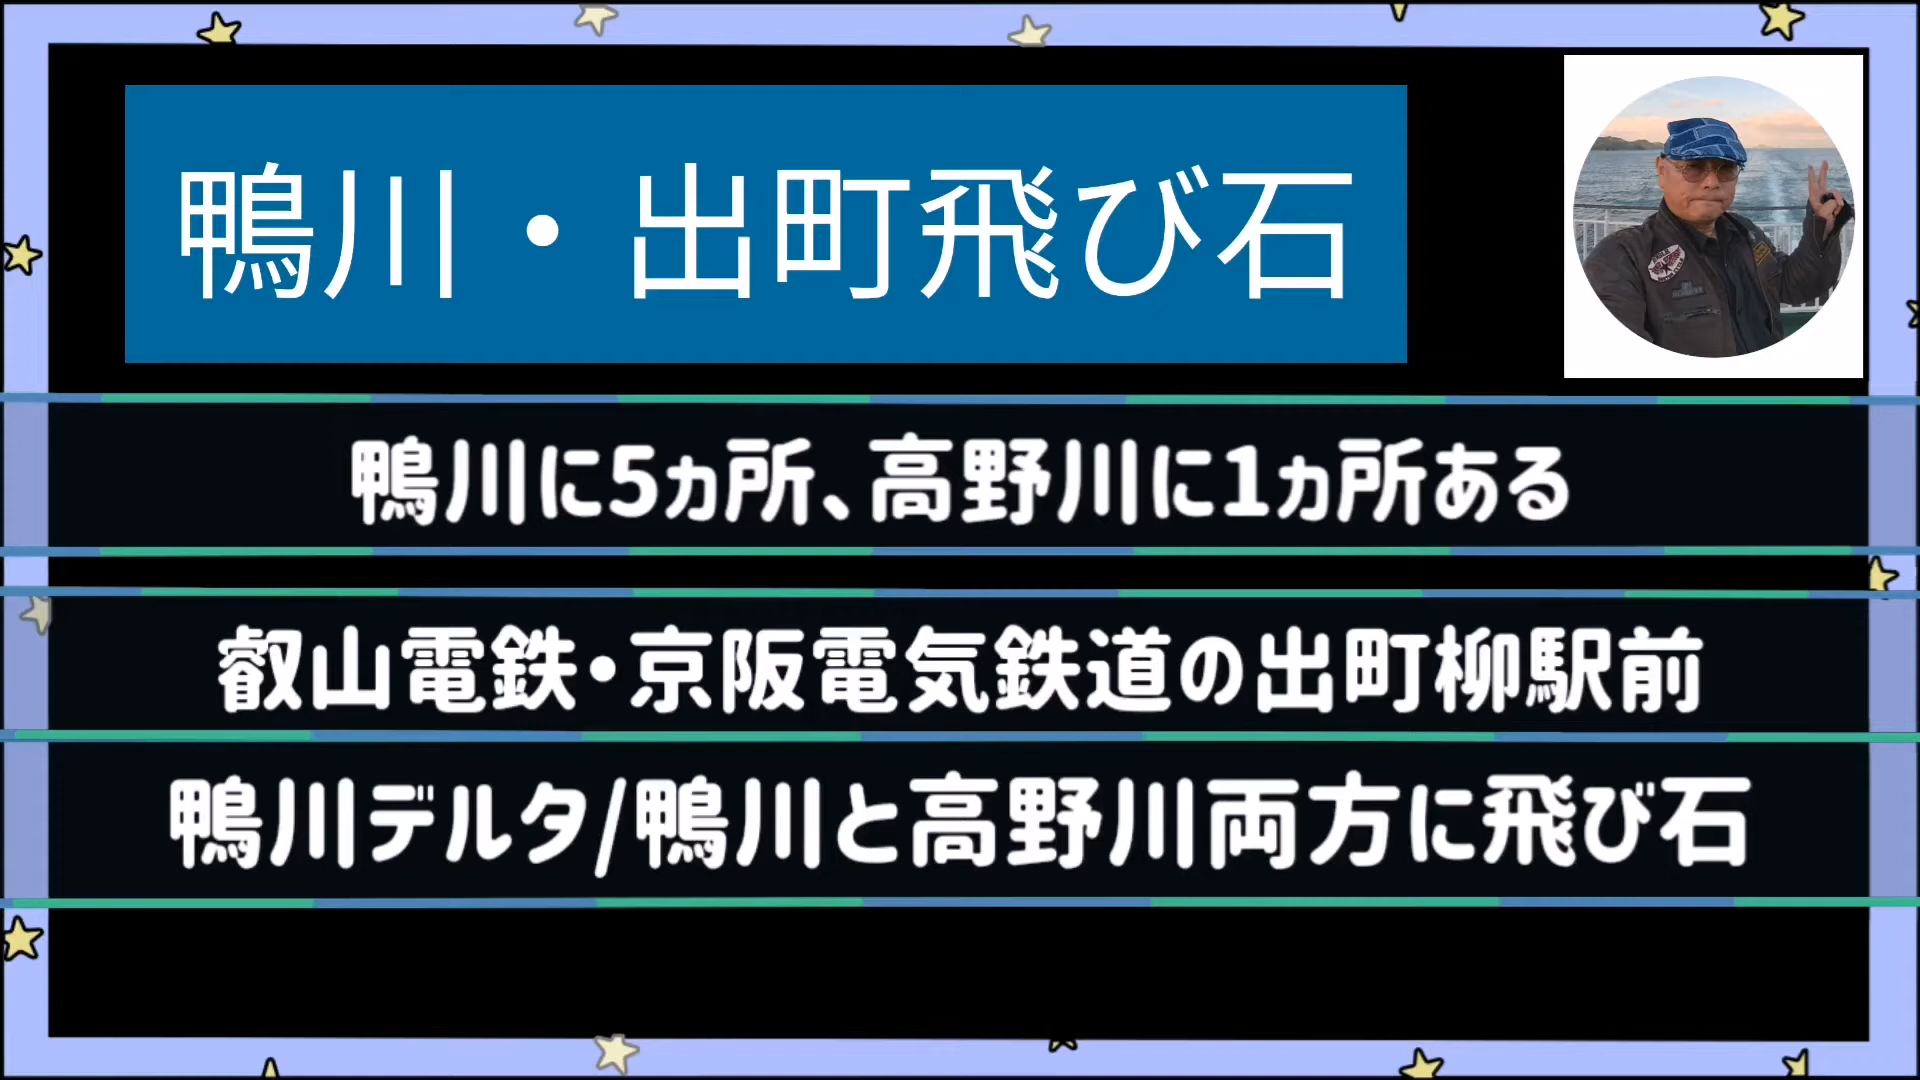 鴨川・出町飛び石
鴨川に5ヵ所、高野川に1ヵ所ある
叡山電鉄・京阪電気鉄道の出町柳駅前
鴨川デルタ/鴨川と高野川両方に飛び石